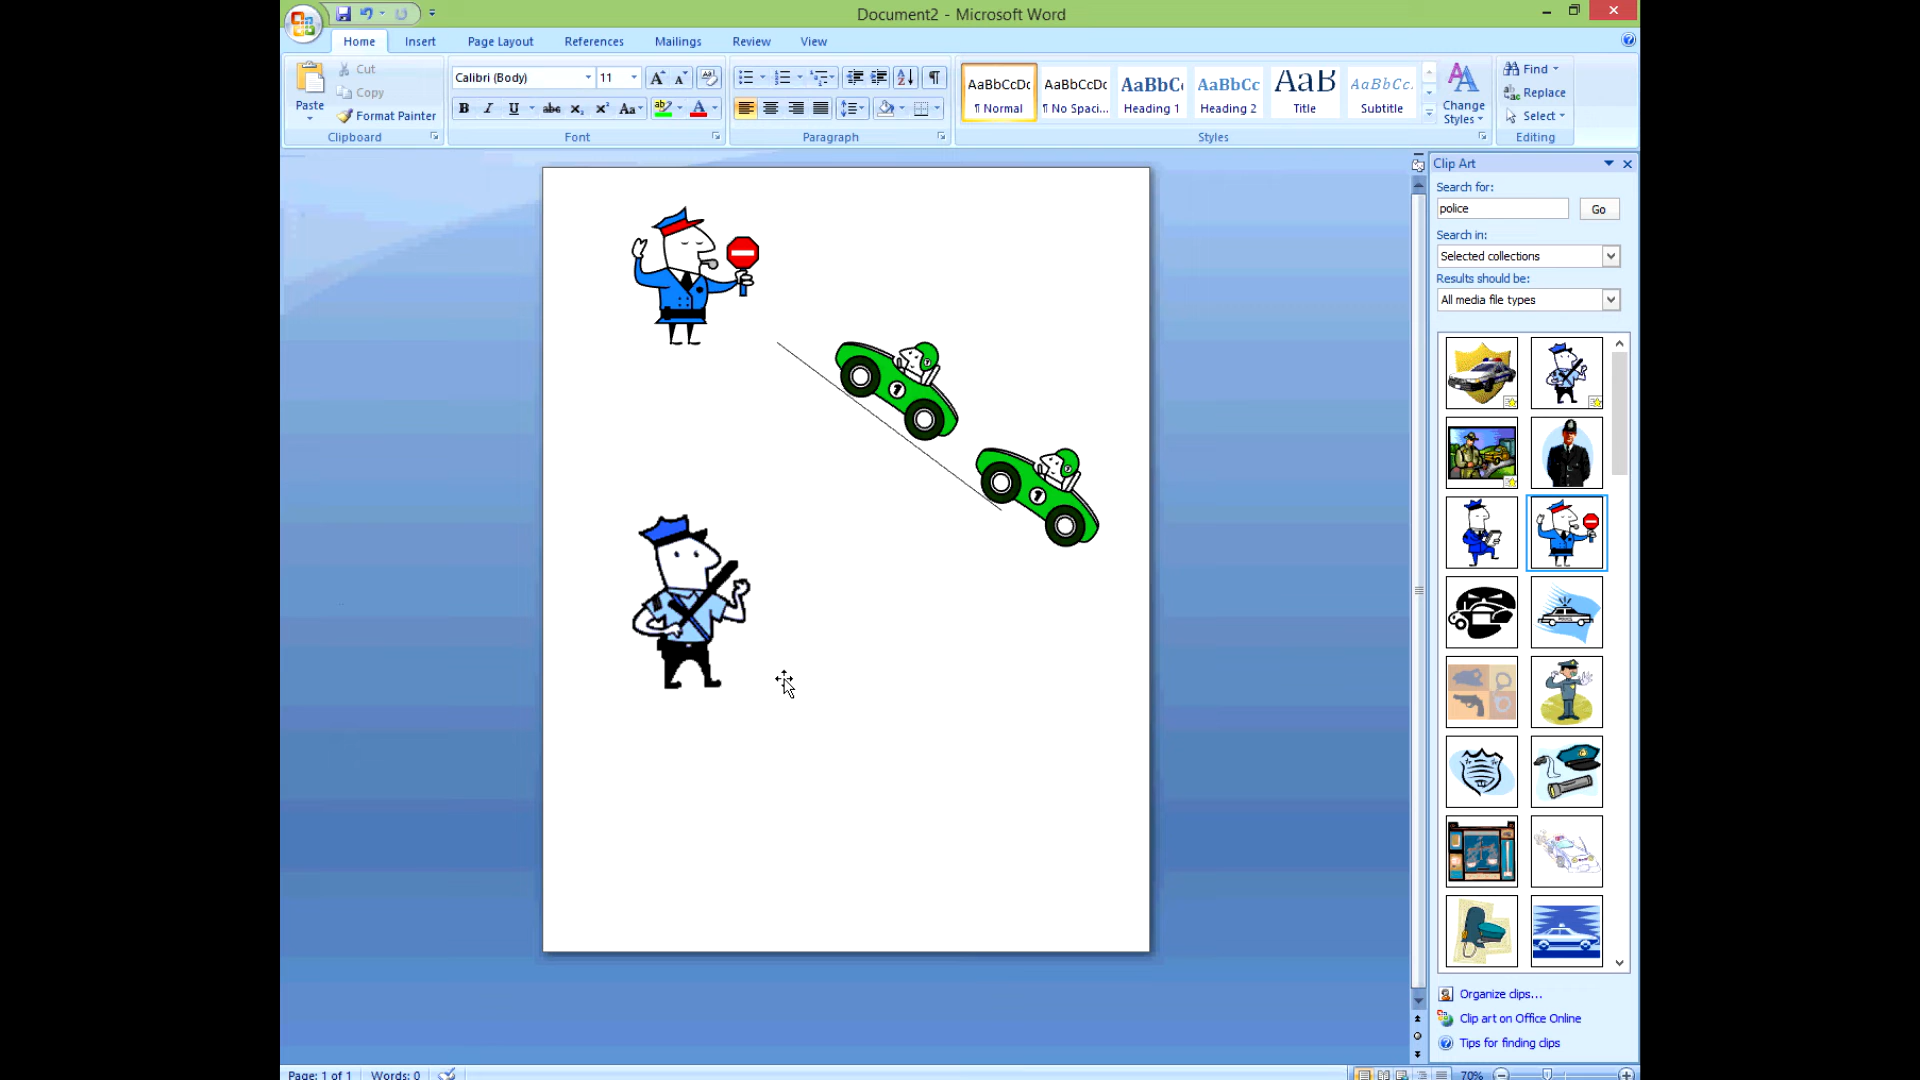 Document2 - Microsoft Word
Home Insert Page Layout References Mailings Review View
Paste
Cut
Copy
Format Painter
Clipboard
Calibri (Body) 11
Font
Paragraph
AaBbCcDc AaBbCcDc AaBbC AaBbCc AaB AaBbCc.
¶ Normal ¶ No Spaci... Heading 1 Heading 2 Title Subtitle
Change
Styles
Styles
Find
Replace
Select
Editing
Clip Art
Search for:
police Go
Search in:
Selected collections
Results should be:
All media file types
1
1
Organize clips...
Clip art on Office Online
Tips for finding clips
Page: 1 of 1 Words: 0 70%